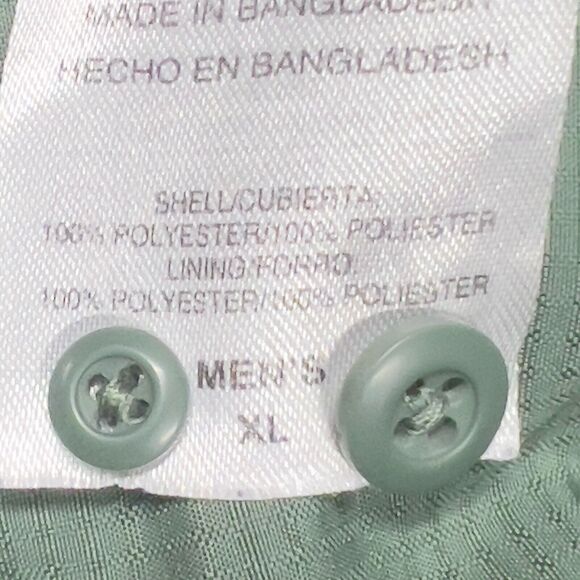 MADE IN BANGLADESH
HECHO EN BANGLADESH
SHELL/CUBIERTA:
100% POLYESTER/100% POLIESTER
LINING/FORRO:
100% POLYESTER/100% POLIESTER
MEN'S
XL